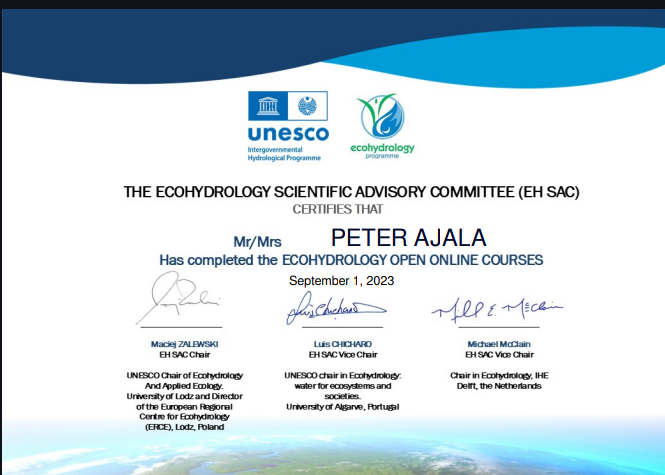 unesco
Intergovernmental
Hydrological Programme
ecohydrology
programme
THE ECOHYDROLOGY SCIENTIFIC ADVISORY COMMITTEE (EH SAC)
CERTIFIES THAT
Mr/Mrs PETER AJALA
Has completed the ECOHYDROLOGY OPEN ONLINE COURSES
September 1, 2023
Luis Chicharo
Michael E. McClain
Maciej ZALEWSKI
EH SAC Chair
UNESCO Chair of Ecohydrology
And Applied Ecology.
University of Lodz and Director
of the European Regional
Centre for Ecohydrology
(ERCE), Lodz, Poland
Luis CHICHARO
EH SAC Vice Chair
UNESCO chair in Ecohydrology:
water for ecosystems and
societies.
University of Algarve, Portugal
Michael McClain
EH SAC Vice Chair
Chair in Ecohydrology, IHE
Delft, the Netherlands